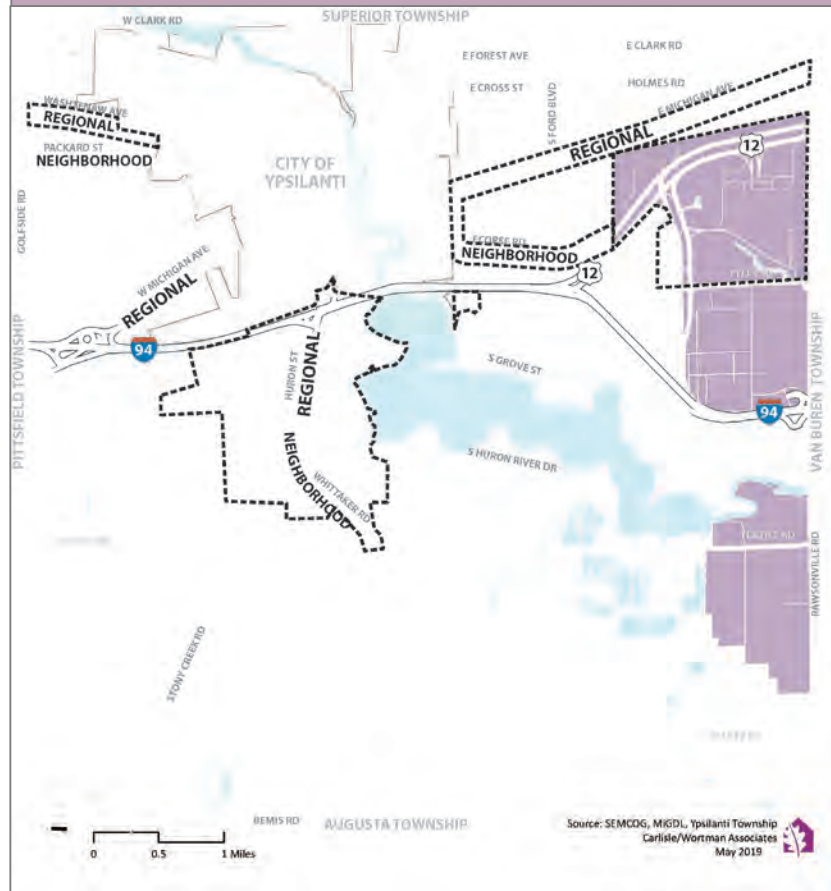 SUPERIOR TOWNSHIP
W CLARK RD
E FOREST AVE
E CLARK RD
E CROSS ST
HOLMES RD
E MICHIGAN AVE
S FORD BLVD
WASHTENAW AVE
REGIONAL
REGIONAL
12
PACKARD ST
NEIGHBORHOOD
CITY OF
YPSILANTI
GOLFSIDE RD
ECORSE RD
NEIGHBORHOOD
12
W MICHIGAN AVE
REGIONAL
94
PITTSFIELD TOWNSHIP
HURON ST
REGIONAL
S GROVE ST
94
VAN BUREN TOWNSHIP
NEIGHBORHOOD
WHITTAKER RD
S HURON RIVER DR
RAWSONVILLE RD
STONY CREEK RD
BEMIS RD
AUGUSTA TOWNSHIP
0 0.5 1 Miles
Source: SEMCOG, MiGDL, Ypsilanti Township
Carlisle/Wortman Associates
May 2019